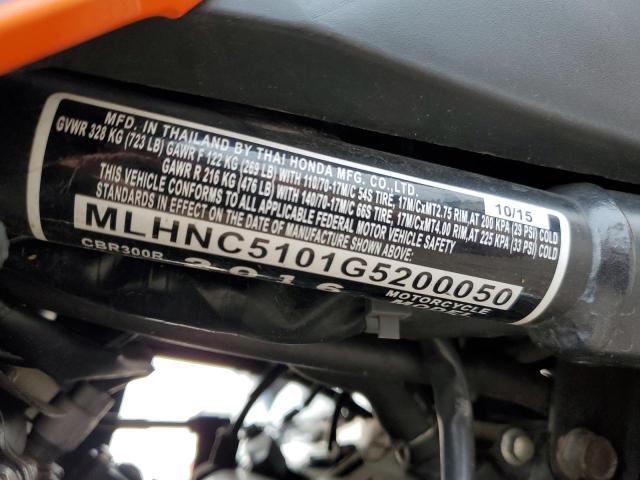 MFD. IN THAILAND BY THAI HONDA MFG. CO.,LTD. 10/15
GVWR 328 KG (723 LB) GAWR F 122 KG (269 LB) WITH 110/70-17M/C 54S TIRE, 17M/CxMT2.75 RIM,AT 200 KPA (29 PSI) COLD
GAWR R 216 KG (476 LB) WITH 140/70-17M/C 66S TIRE, 17M/CxMT4.00 RIM,AT 225 KPA (33 PSI) COLD
THIS VEHICLE CONFORMS TO ALL APPLICABLE FEDERAL MOTOR VEHICLE SAFETY
STANDARDS IN EFFECT ON THE DATE OF MANUFACTURE SHOWN ABOVE:
MLHNC5101G5200050
CBR300R MOTORCYCLE
2016 MODEL